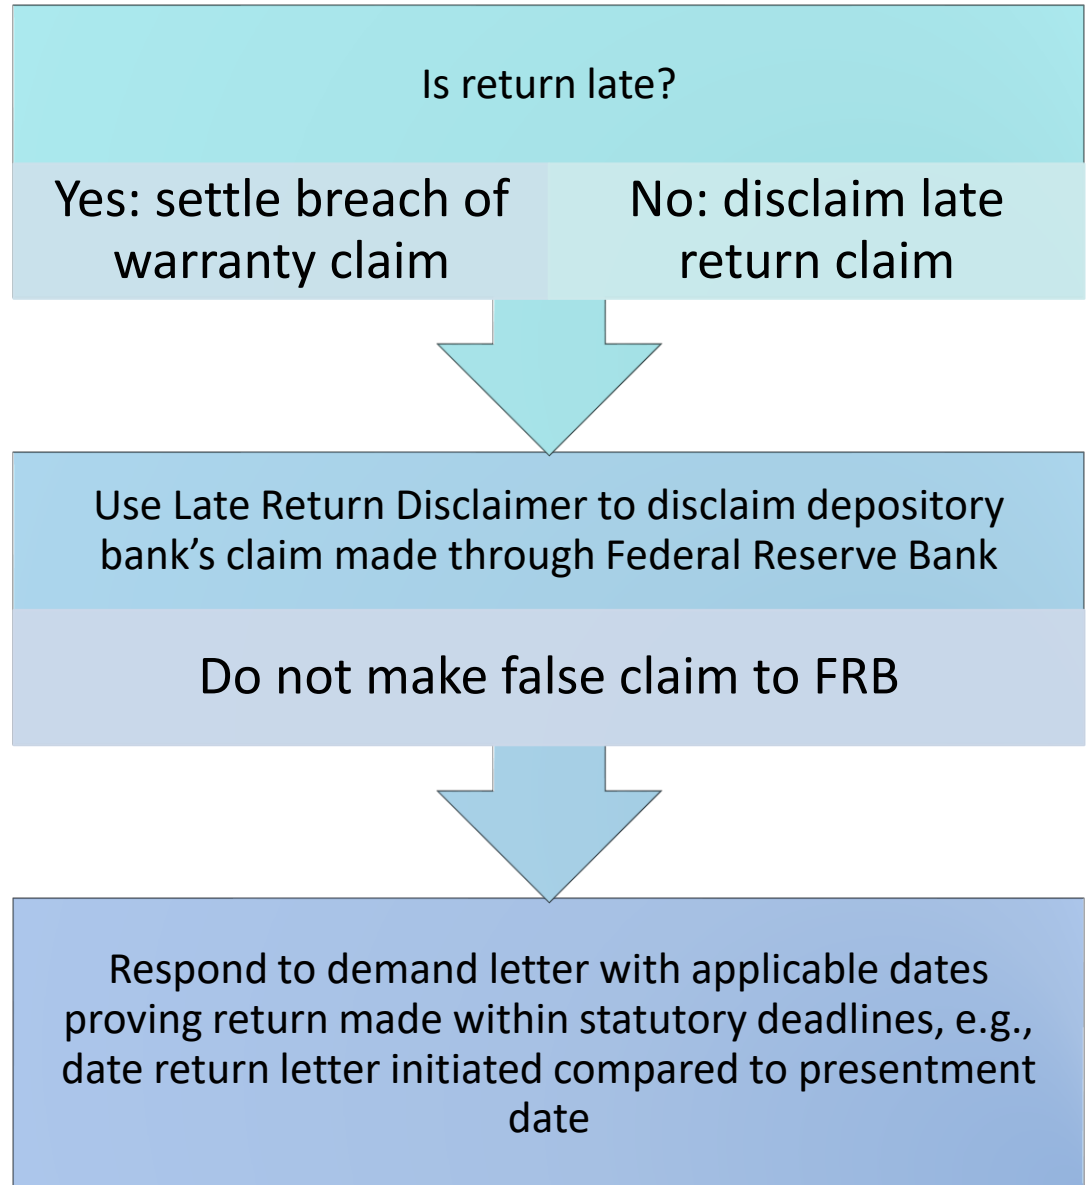 Is return late?
Yes: settle breach of
warranty claim
No: disclaim late
return claim
Use Late Return Disclaimer to disclaim depository
bank’s claim made through Federal Reserve Bank
Do not make false claim to FRB
Respond to demand letter with applicable dates
proving return made within statutory deadlines, e.g.,
date return letter initiated compared to presentment
date